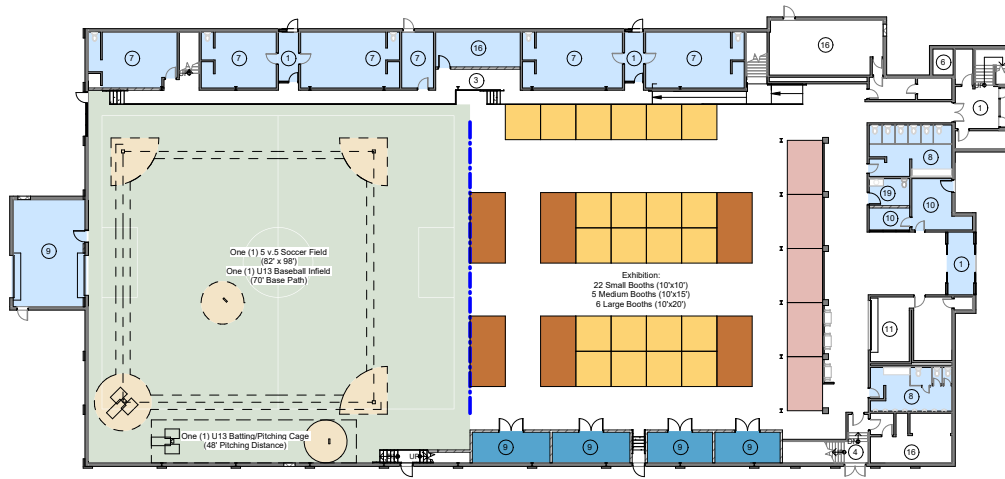 7
7
1
7
7
16
7
1
7
16
6
3
1
8
19
10
10
9
One (1) 5 v.5 Soccer Field
(82' x 98')
One (1) U13 Baseball Infield
(70' Base Path)
1
Exhibition:
22 Small Booths (10'x10')
5 Medium Booths (10'x15')
6 Large Booths (10'x20')
11
8
One (1) U13 Batting/Pitching Cage
(48' Pitching Distance)
UP
9
9
9
9
UP
4
16